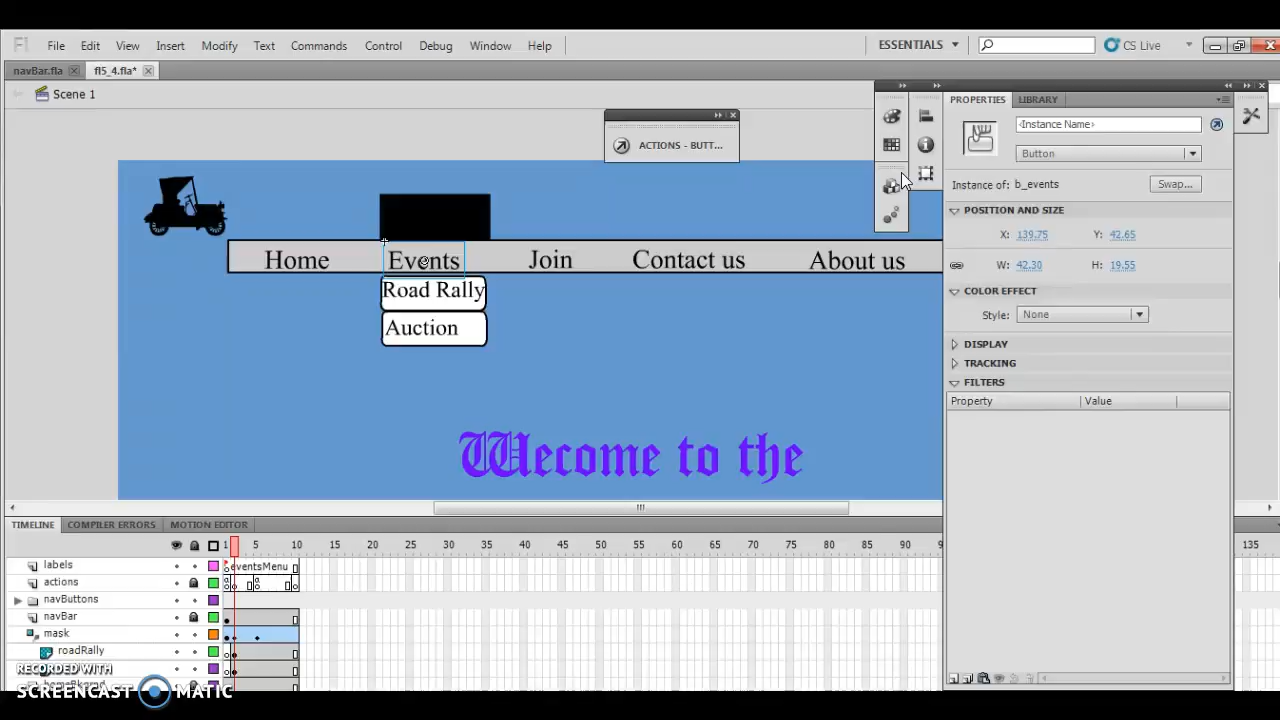 Fl File Edit View Insert Modify Text Commands Control Debug Window Help ESSENTIALS CS Live
navBar.fla fl5_4.fla*
Scene 1
PROPERTIES LIBRARY
<Instance Name>
ACTIONS - BUTT...
Button
Instance of: b_events Swap...
POSITION AND SIZE
X: 139.75 Y: 42.65
Home Events Join Contact us About us
W: 42.30 H: 19.55
Road Rally
COLOR EFFECT
Style: None
Auction
DISPLAY
TRACKING
FILTERS
Property Value
Wecome to the
TIMELINE COMPILER ERRORS MOTION EDITOR
1 5 10 15 20 25 30 35 40 45 50 55 60 65 70 75 80 85 90 95 135
labels eventsMenu
actions
navButtons
navBar
mask
roadRally
RECORDED WITH
SCREENCAST MATIC